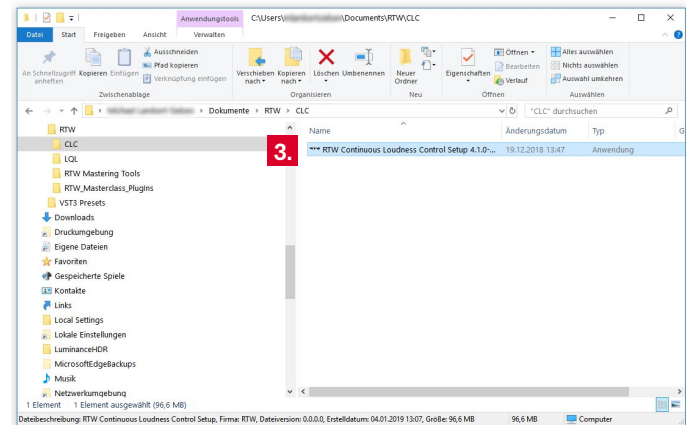 Anwendungstools C:\Users\ \Documents\RTW\CLC
Datei Start Freigeben Ansicht Verwalten
An Schnellzugriff anheften
Kopieren
Einfügen
Ausschneiden
Pfad kopieren
Verknüpfung einfügen
Zwischenablage
Verschieben nach
Kopieren nach
Löschen
Umbenennen
Organisieren
Neuer Ordner
Neu
Eigenschaften
Öffnen
Bearbeiten
Verlauf
Öffnen
Alles auswählen
Nichts auswählen
Auswahl umkehren
Auswählen
› Dokumente › RTW › CLC
"CLC" durchsuchen
RTW
CLC
LQL
RTW Mastering Tools
RTW_Masterclass_PlugIns
VST3 Presets
Downloads
Druckumgebung
Eigene Dateien
Favoriten
Gespeicherte Spiele
Kontakte
Links
Local Settings
Lokale Einstellungen
LuminanceHDR
MicrosoftEdgeBackups
Musik
Netzwerkumgebung
3.
Name Änderungsdatum Typ G
RTW Continuous Loudness Control Setup 4.1.0-... 19.12.2018 13:47 Anwendung
1 Element 1 Element ausgewählt (96,6 MB)
Dateibeschreibung: RTW Continuous Loudness Control Setup, Firma: RTW, Dateiversion: 0.0.0.0, Erstelldatum: 04.01.2019 13:07, Größe: 96,6 MB 96,6 MB Computer